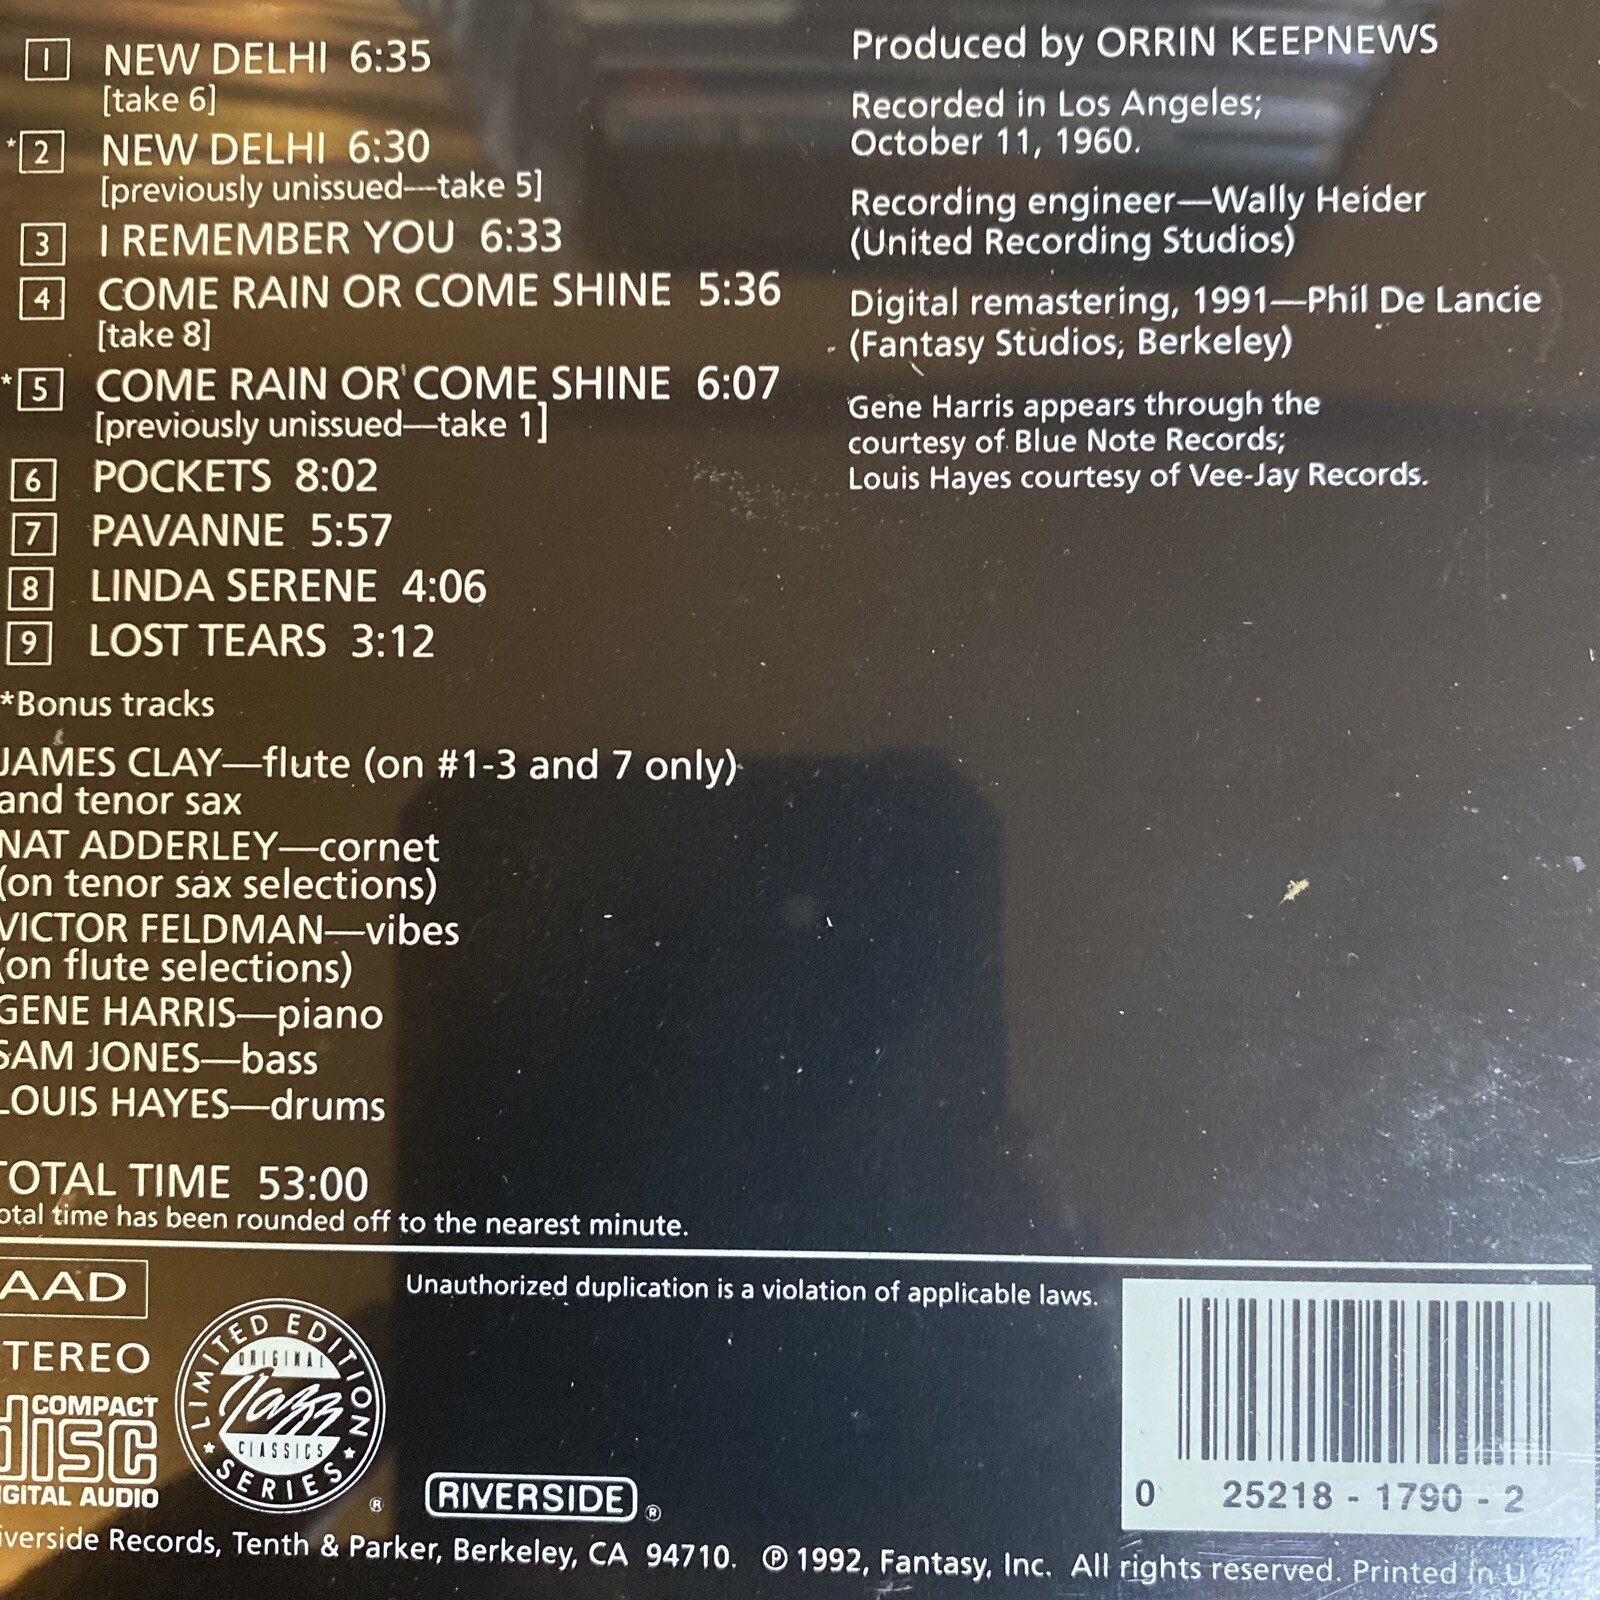 1 NEW DELHI 6:35
[take 6]
*2 NEW DELHI 6:30
[previously unissued—take 5]
3 I REMEMBER YOU 6:33
4 COME RAIN OR COME SHINE 5:36
[take 8]
*5 COME RAIN OR COME SHINE 6:07
[previously unissued—take 1]
6 POCKETS 8:02
7 PAVANNE 5:57
8 LINDA SERENE 4:06
9 LOST TEARS 3:12
*Bonus tracks
JAMES CLAY—flute (on #1-3 and 7 only)
and tenor sax
NAT ADDERLEY—cornet
(on tenor sax selections)
VICTOR FELDMAN—vibes
(on flute selections)
GENE HARRIS—piano
SAM JONES—bass
LOUIS HAYES—drums
TOTAL TIME 53:00
otal time has been rounded off to the nearest minute.
Produced by ORRIN KEEPNEWS
Recorded in Los Angeles;
October 11, 1960.
Recording engineer—Wally Heider
(United Recording Studios)
Digital remastering, 1991—Phil De Lancie
(Fantasy Studios, Berkeley)
Gene Harris appears through the
courtesy of Blue Note Records;
Louis Hayes courtesy of Vee-Jay Records.
AAD
TEREO
COMPACT
disc
IGITAL AUDIO
LIMITED EDITION
ORIGINAL
Jazz
CLASSICS
SERIES
®
RIVERSIDE ®
Unauthorized duplication is a violation of applicable laws.
0 25218 - 1790 - 2
iverside Records, Tenth & Parker, Berkeley, CA 94710. ℗ 1992, Fantasy, Inc. All rights reserved. Printed in U